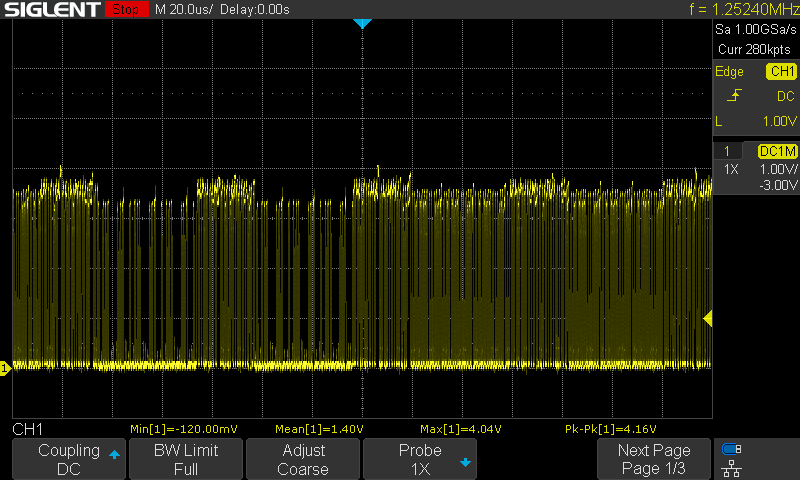 SIGLENT Stop M 20.0us/ Delay:0.00s f = 1.25240MHz
Sa 1.00GSa/s
Curr 280kpts
Edge CH1
DC
L 1.00V
1 DC1M
1X 1.00V/
-3.00V
1
CH1 Min[1]=-120.00mV Mean[1]=1.40V Max[1]=4.04V Pk-Pk[1]=4.16V
Coupling BW Limit Adjust Probe Next Page
DC Full Coarse 1X Page 1/3